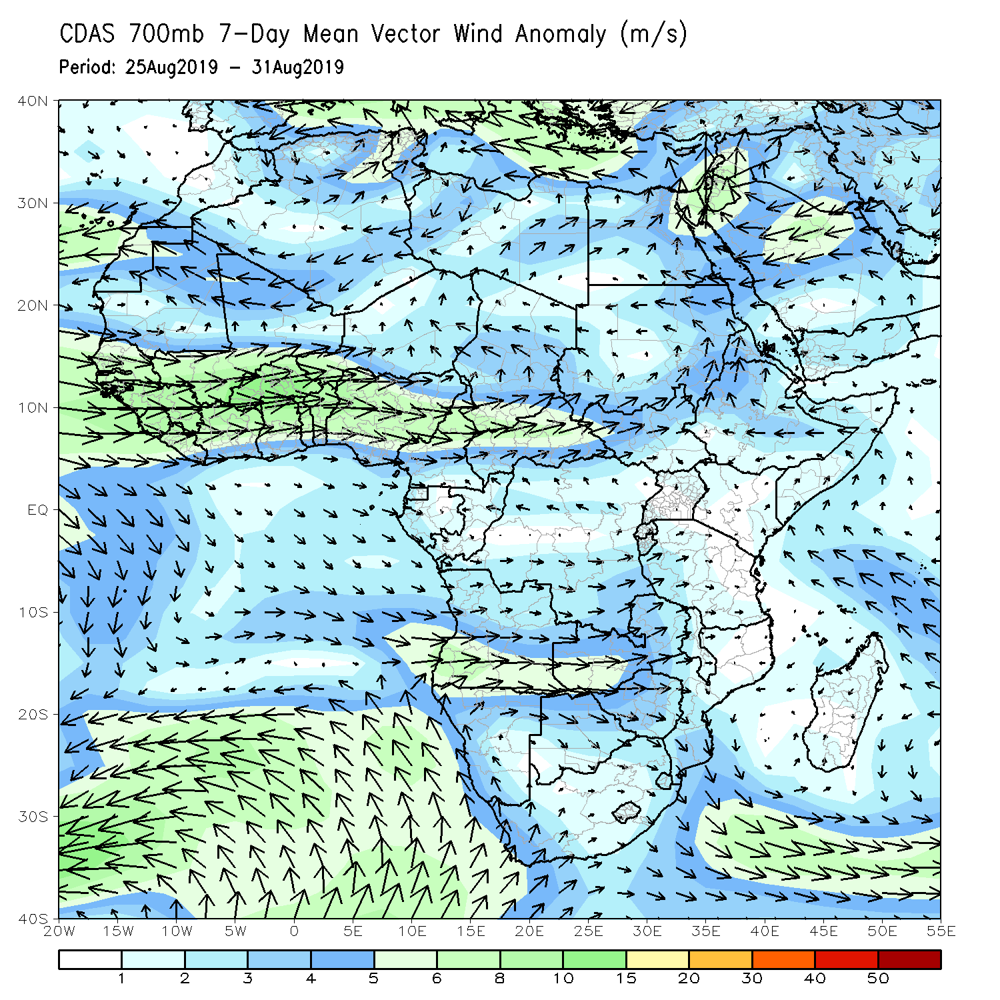 CDAS 700mb 7-Day Mean Vector Wind Anomaly (m/s)
Period: 25Aug2019 - 31Aug2019
40N
30N
20N
10N
EQ
10S
20S
30S
40S
20W 15W 10W 5W 0 5E 10E 15E 20E 25E 30E 35E 40E 45E 50E 55E
1 2 3 4 5 6 8 10 15 20 30 40 50